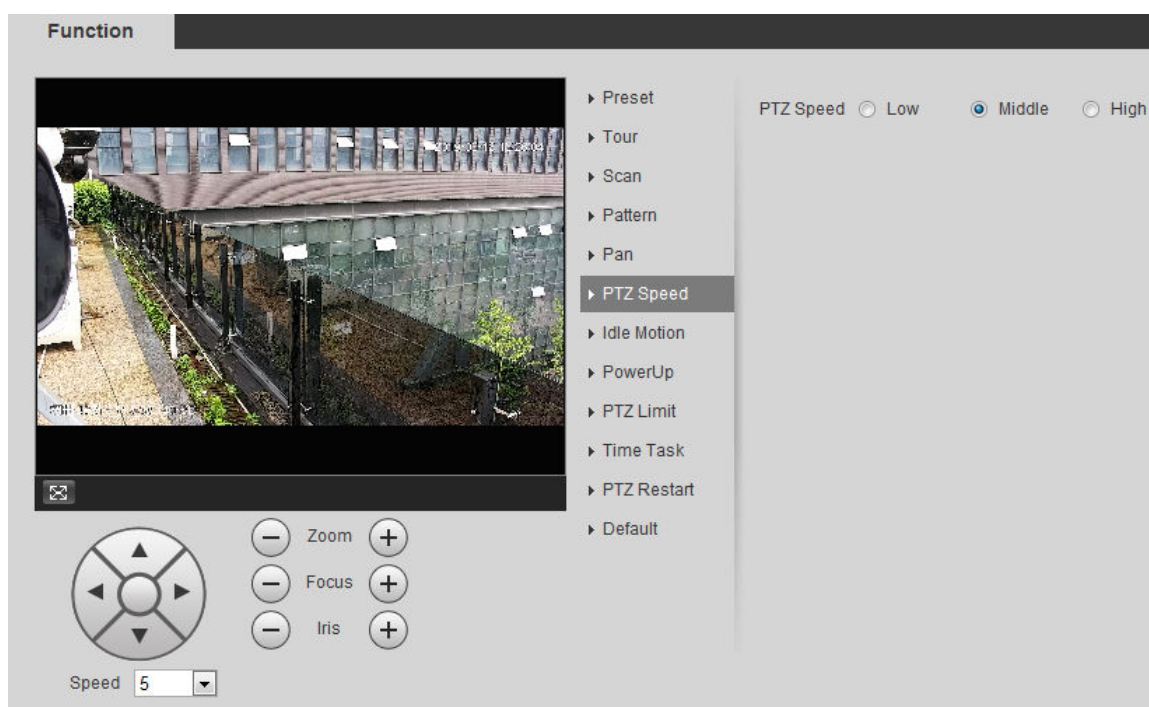 Function
Preset
PTZ Speed Low Middle High
Tour
Scan
Pattern
Pan
PTZ Speed
Idle Motion
PowerUp
PTZ Limit
Time Task
PTZ Restart
Default
Zoom
Focus
Iris
Speed 5